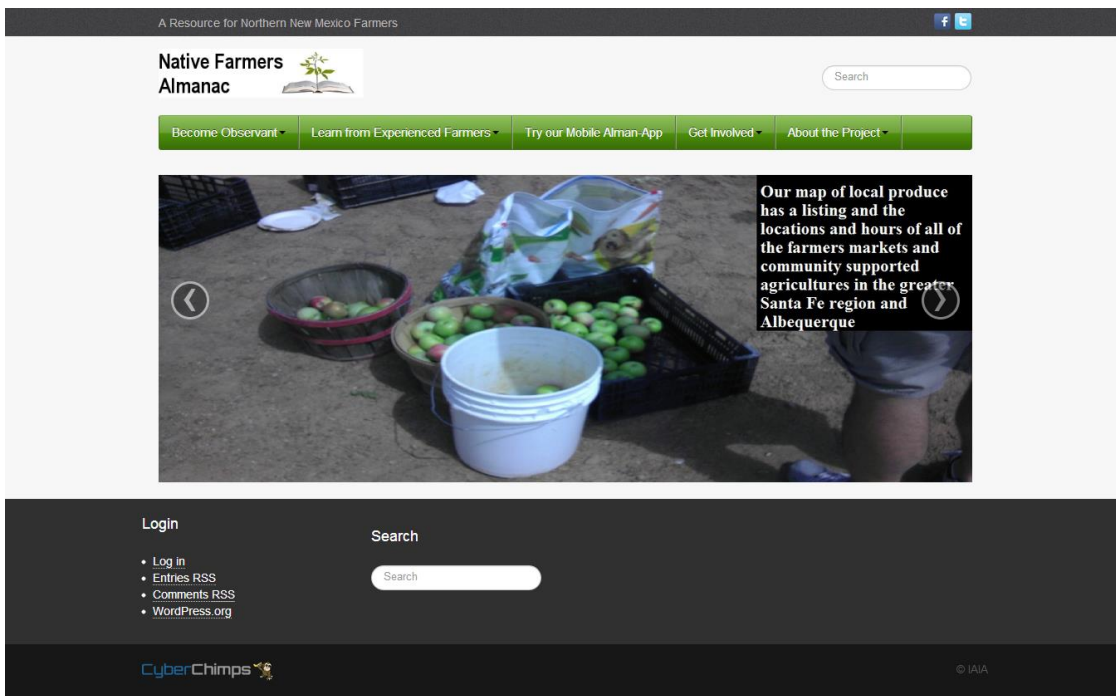 A Resource for Northern New Mexico Farmers
Native Farmers
Almanac
Search
Become Observant
Learn from Experienced Farmers
Try our Mobile Alman-App
Get Involved
About the Project
Our map of local produce
has a listing and the
locations and hours of all of
the farmers markets and
community supported
agricultures in the greater
Santa Fe region and
Albequerque
Login
Log in
Entries RSS
Comments RSS
WordPress.org
Search
Search
CyberChimps
© IAIA